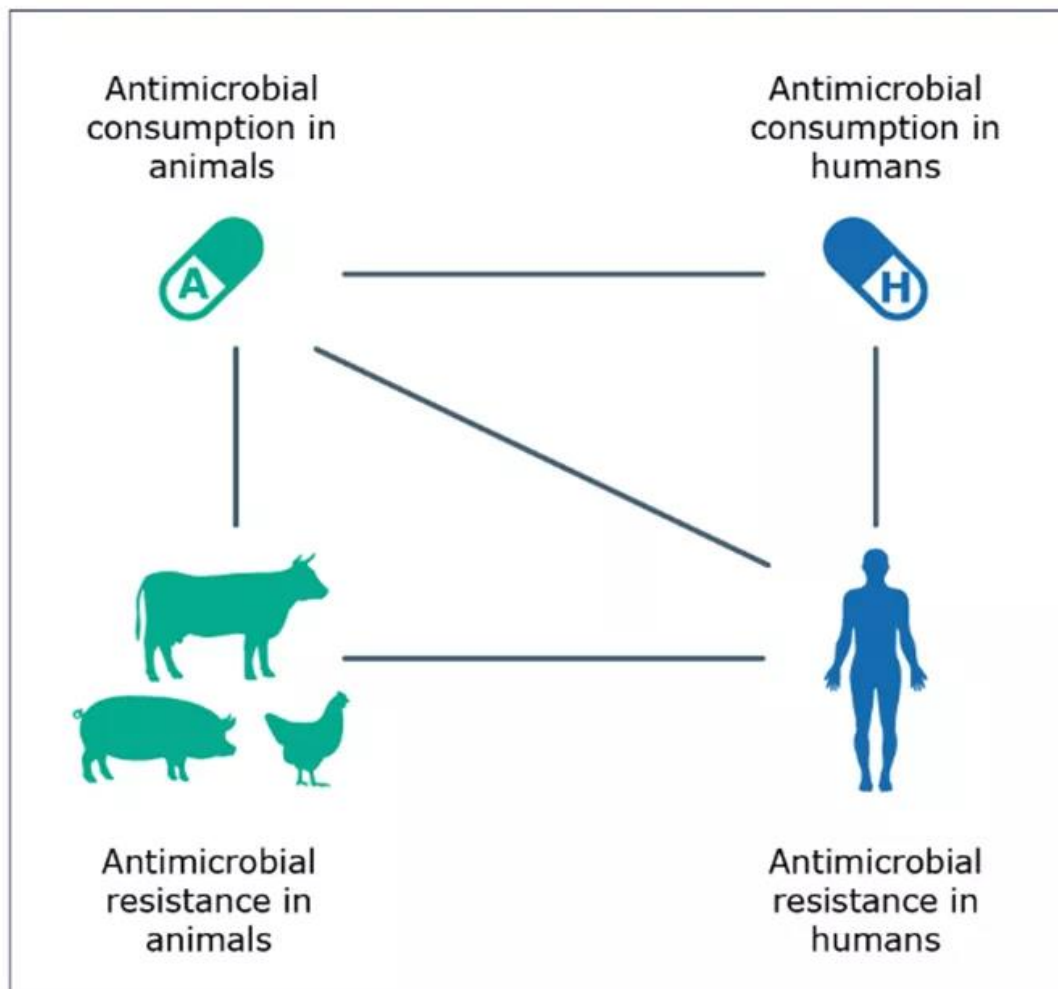 Antimicrobial
consumption in
animals
Antimicrobial
consumption in
humans
A
H
Antimicrobial
resistance in
animals
Antimicrobial
resistance in
humans